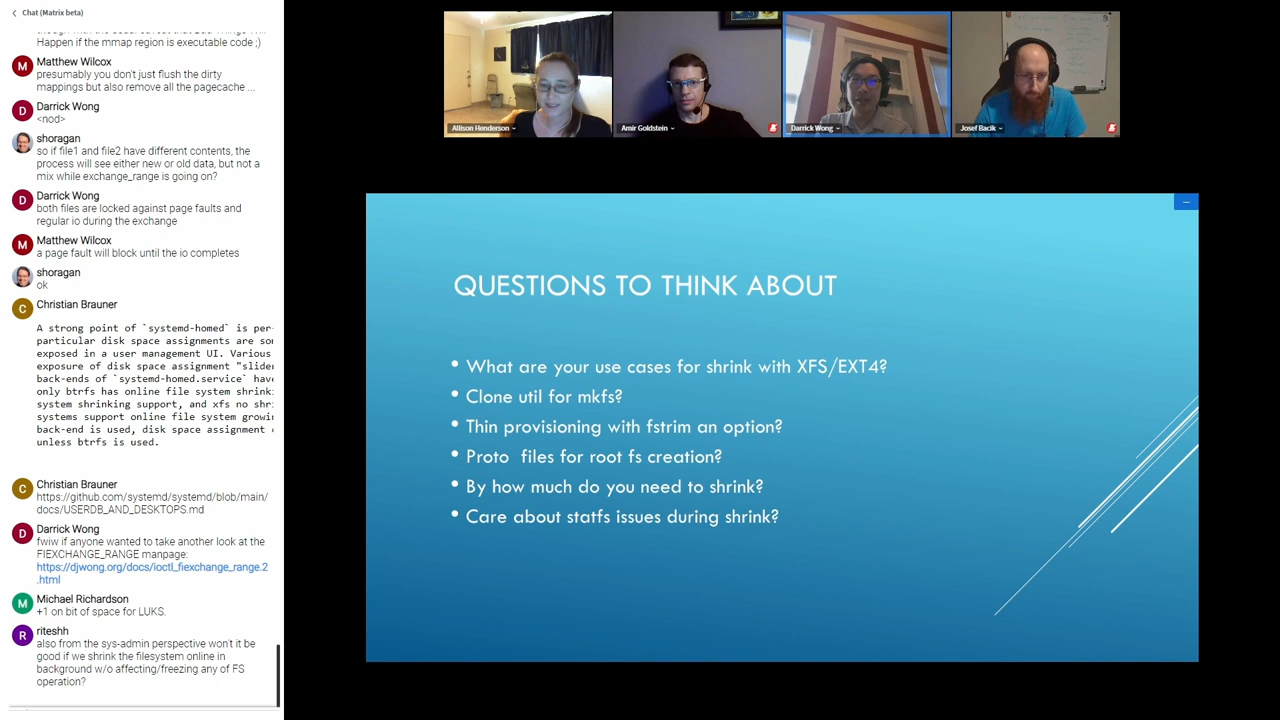 Chat (Matrix beta)
Happen if the mmap region is executable code ;)
Matthew Wilcox
presumably you don't just flush the dirty
mappings but also remove all the pagecache ...
Darrick Wong
<nod>
shoragan
so if file1 and file2 have different contents, the
process will see either new or old data, but not a
mix while exchange_range is going on?
Darrick Wong
both files are locked against page faults and
regular io during the exchange
Matthew Wilcox
a page fault will block until the io completes
shoragan
ok
Christian Brauner
A strong point of `systemd-homed` is per-
particular disk space assignments are so
exposed in a user management UI. Various
exposure of disk space assignment "slide
back-ends of `systemd-homed.service` hav
only btrfs has online file system shrink
system shrinking support, and xfs no shr
systems support online file system growi
back-end is used, disk space assignment
unless btrfs is used.
Christian Brauner
https://github.com/systemd/systemd/blob/main/
docs/USERDB_AND_DESKTOPS.md
Darrick Wong
fwiw if anyone wanted to take another look at the
FIEXCHANGE_RANGE manpage:
https://djwong.org/docs/ioctl_fiexchange_range.2
.html
Michael Richardson
+1 on bit of space for LUKS.
riteshh
also from the sys-admin perspective won't it be
good if we shrink the filesystem online in
background w/o affecting/freezing any of FS
operation?
Allison Henderson
Amir Goldstein
Darrick Wong
Josef Bacik
QUESTIONS TO THINK ABOUT
• What are your use cases for shrink with XFS/EXT4?
• Clone util for mkfs?
• Thin provisioning with fstrim an option?
• Proto files for root fs creation?
• By how much do you need to shrink?
• Care about statfs issues during shrink?